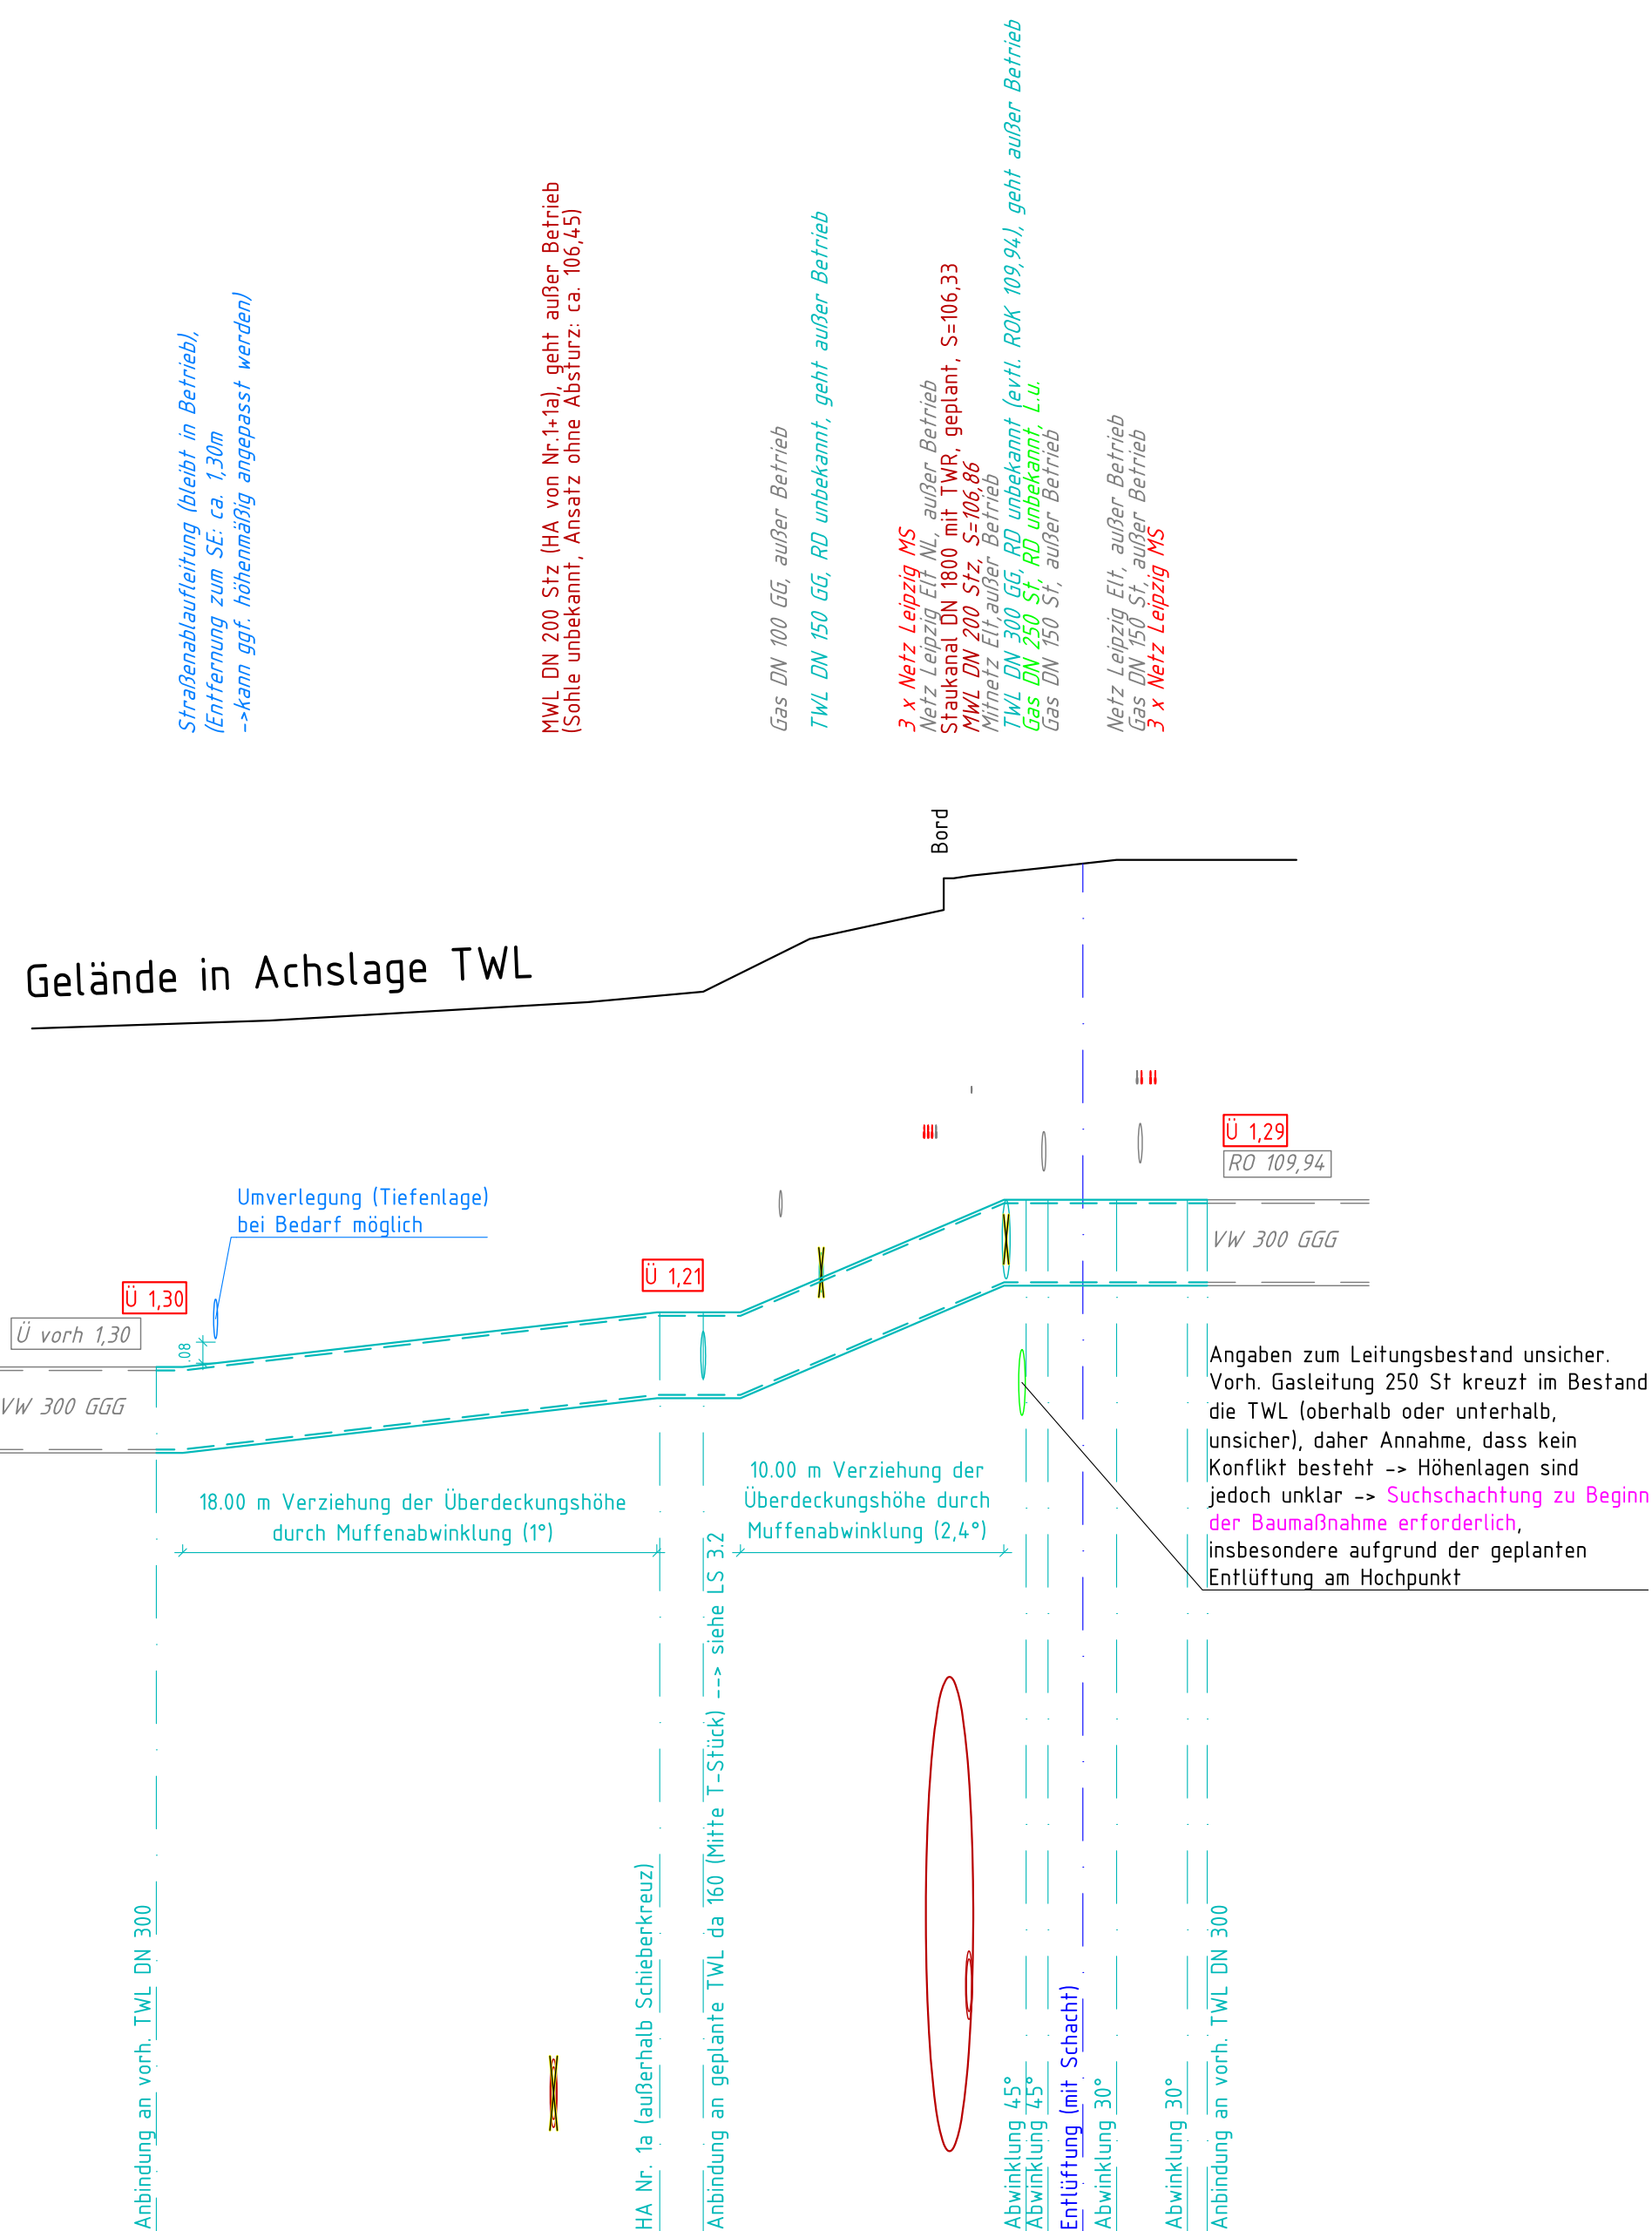 Straßenablaufleitung (bleibt in Betrieb),
(Entfernung zum SE: ca. 1,30m
-->kann ggf. höhenmäßig angepasst werden)
MWL DN 200 Stz (HA von Nr.1+1a), geht außer Betrieb
(Sohle unbekannt, Ansatz ohne Absturz: ca. 106,45)
Gas DN 100 GG, außer Betrieb
TWL DN 150 GG, RD unbekannt, geht außer Betrieb
3 x Netz Leipzig MS
Netz Leipzig Elt NL, außer Betrieb
Staukanal DN 1800 mit TWR, geplant, S=106,33
MWL DN 200 Stz, S=106,86
Mitnetz Elt,außer Betrieb
TWL DN 300 GG, RD unbekannt (evtl. ROK 109,94), geht außer Betrieb
Gas DN 250 St, RD unbekannt, L.u.
Gas DN 150 St, außer Betrieb
Netz Leipzig Elt, außer Betrieb
Gas DN 150 St, außer Betrieb
3 x Netz Leipzig MS
Bord
Gelände in Achslage TWL
Ü 1,29
RO 109,94
Umverlegung (Tiefenlage)
bei Bedarf möglich
VW 300 GGG
Ü 1,21
Ü 1,30
Ü vorh 1,30
.08
VW 300 GGG
Angaben zum Leitungsbestand unsicher.
Vorh. Gasleitung 250 St kreuzt im Bestand
die TWL (oberhalb oder unterhalb,
unsicher), daher Annahme, dass kein
Konflikt besteht -> Höhenlagen sind
jedoch unklar -> Suchschachtung zu Beginn
der Baumaßnahme erforderlich,
insbesondere aufgrund der geplanten
Entlüftung am Hochpunkt
18.00 m Verziehung der Überdeckungshöhe
durch Muffenabwinklung (1°)
10.00 m Verziehung der
Überdeckungshöhe durch
Muffenabwinklung (2,4°)
Anbindung an vorh. TWL DN 300
HA Nr. 1a (außerhalb Schieberkreuz)
Anbindung an geplante TWL da 160 (Mitte T-Stück) --> siehe LS 3.2
Abwinklung 45°
Abwinklung 45°
Entlüftung (mit Schacht)
Abwinklung 30°
Abwinklung 30°
Anbindung an vorh. TWL DN 300